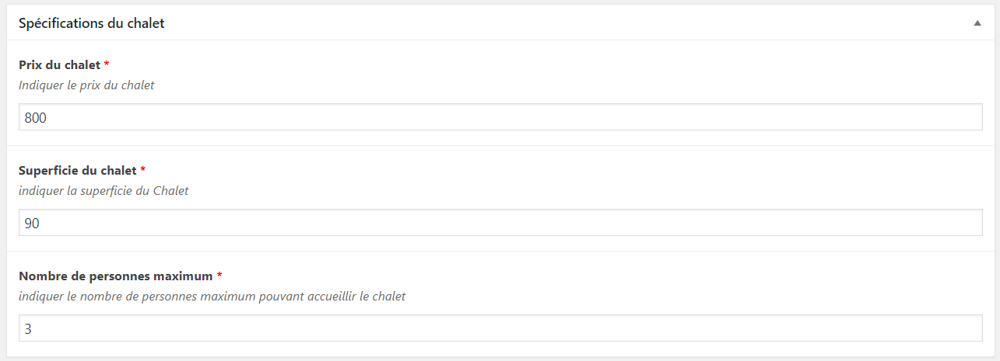 Spécifications du chalet
Prix du chalet *
Indiquer le prix du chalet
800
Superficie du chalet *
indiquer la superficie du Chalet
90
Nombre de personnes maximum *
indiquer le nombre de personnes maximum pouvant accueillir le chalet
3